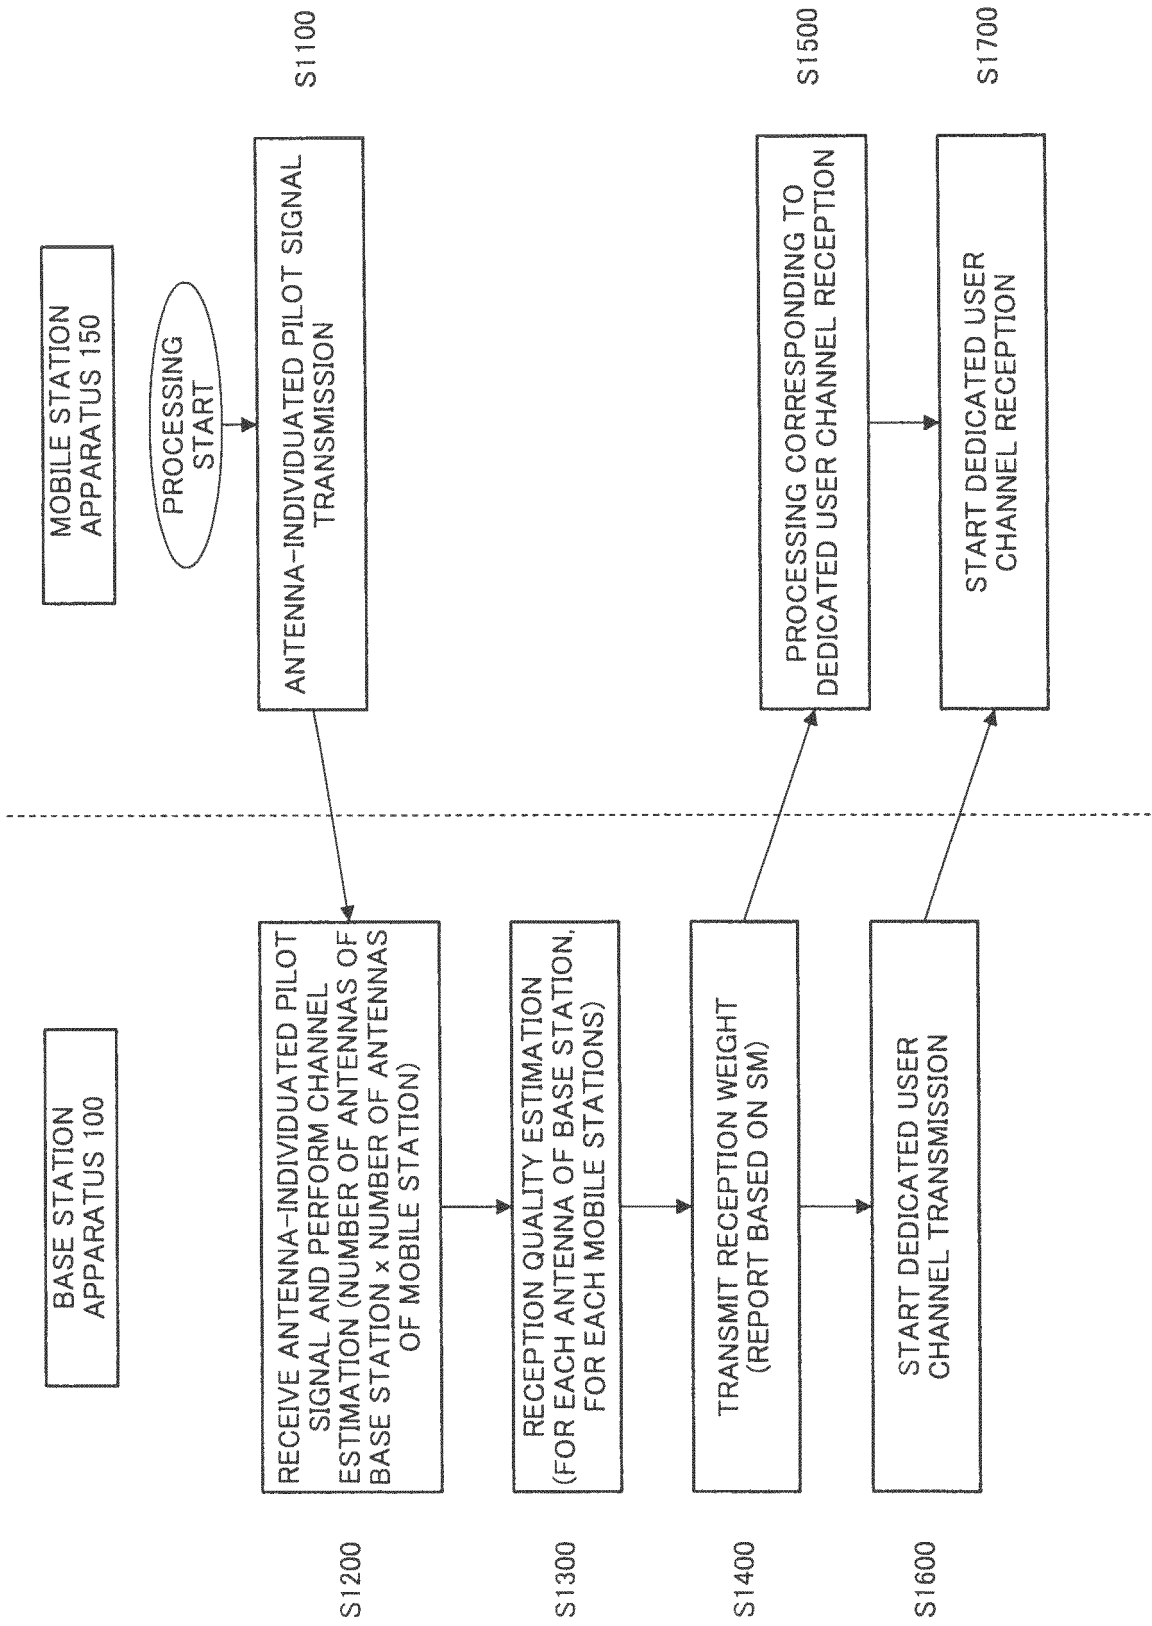 BASE STATION
APPARATUS 100
MOBILE STATION
APPARATUS 150
PROCESSING
START
ANTENNA-INDIVIDUATED PILOT SIGNAL
TRANSMISSION
S1100
S1200
RECEIVE ANTENNA-INDIVIDUATED PILOT
SIGNAL AND PERFORM CHANNEL
ESTIMATION (NUMBER OF ANTENNAS OF
BASE STATION x NUMBER OF ANTENNAS
OF MOBILE STATION)
S1300
RECEPTION QUALITY ESTIMATION
(FOR EACH ANTENNA OF BASE STATION,
FOR EACH MOBILE STATIONS)
S1400
TRANSMIT RECEPTION WEIGHT
(REPORT BASED ON SM)
PROCESSING CORRESPONDING TO
DEDICATED USER CHANNEL RECEPTION
S1500
S1600
START DEDICATED USER
CHANNEL TRANSMISSION
START DEDICATED USER
CHANNEL RECEPTION
S1700